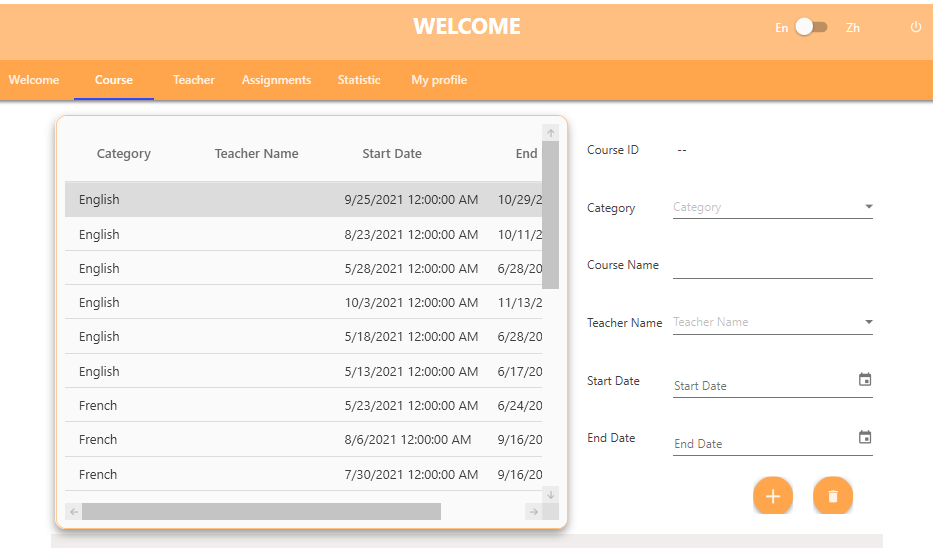 WELCOME
En Zh
Welcome Course Teacher Assignments Statistic My profile
Category Teacher Name Start Date End
English 9/25/2021 12:00:00 AM 10/29/2
English 8/23/2021 12:00:00 AM 10/11/2
English 5/28/2021 12:00:00 AM 6/28/20
English 10/3/2021 12:00:00 AM 11/13/2
English 5/18/2021 12:00:00 AM 6/28/20
English 5/13/2021 12:00:00 AM 6/17/20
French 5/23/2021 12:00:00 AM 6/24/20
French 8/6/2021 12:00:00 AM 9/16/20
French 7/30/2021 12:00:00 AM 9/16/20
Course ID --
Category Category
Course Name
Teacher Name Teacher Name
Start Date Start Date
End Date End Date